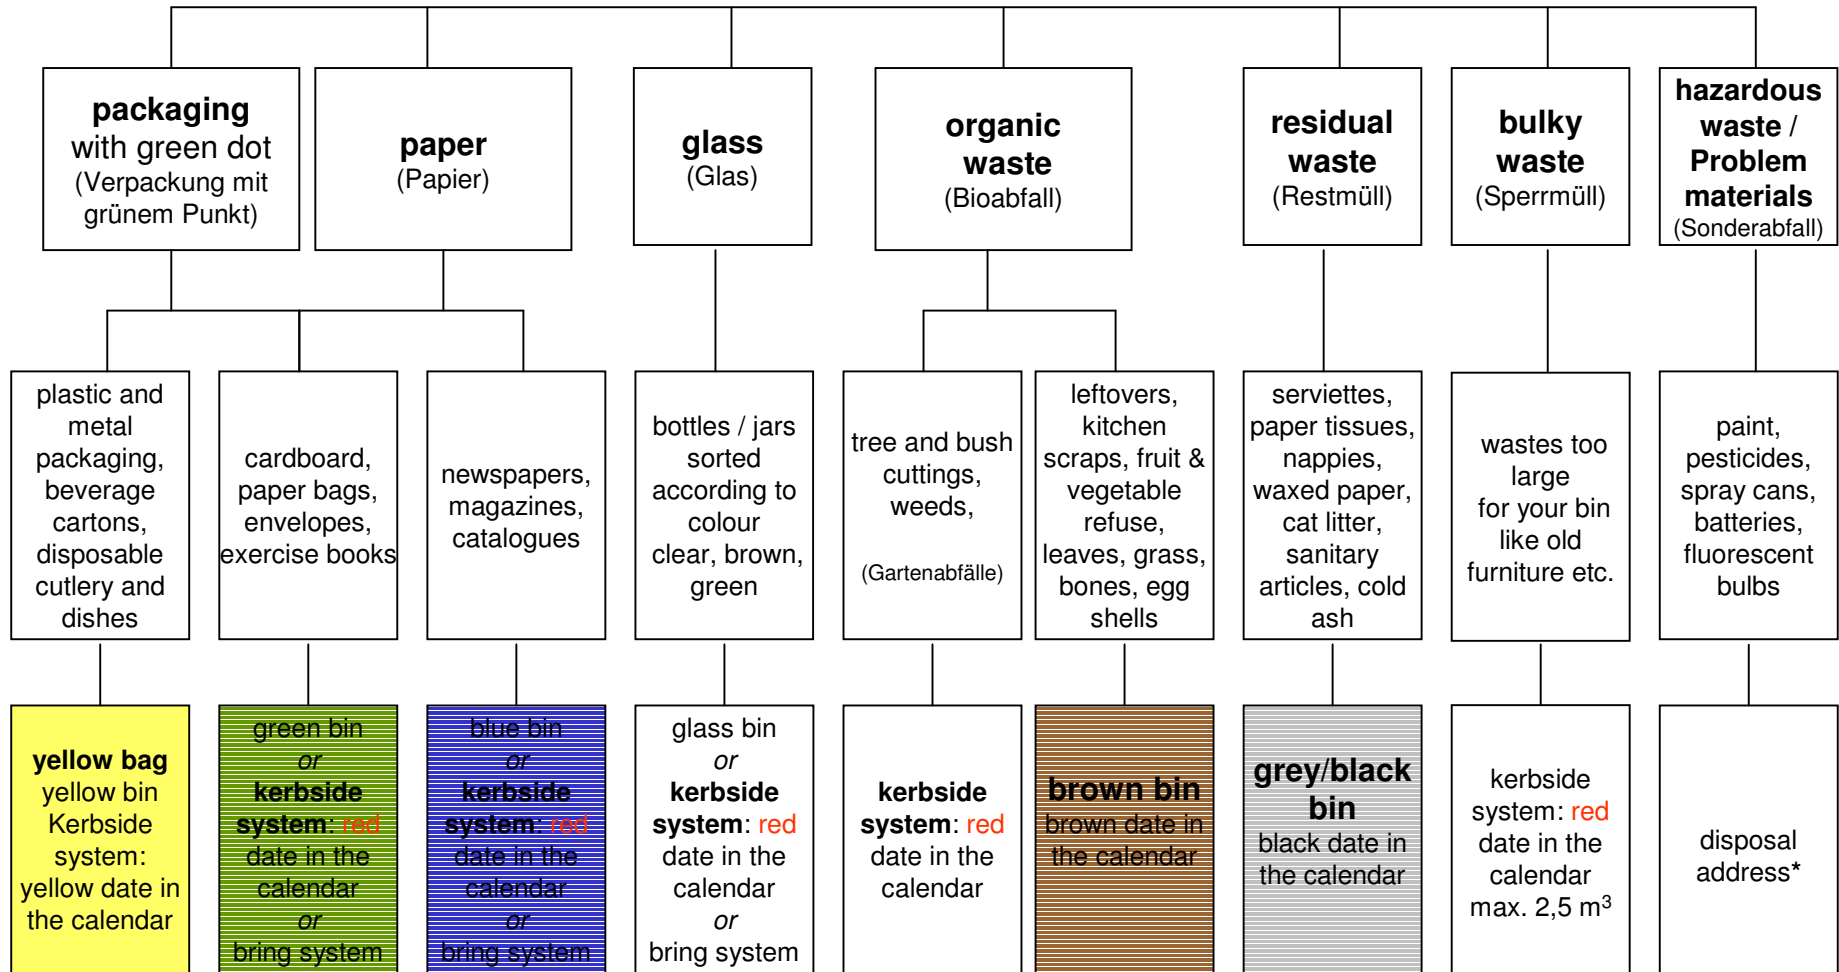 packaging
with green dot
(Verpackung mit
grünem Punkt)
paper
(Papier)
glass
(Glas)
organic
waste
(Bioabfall)
residual
waste
(Restmüll)
bulky
waste
(Sperrmüll)
hazardous
waste /
Problem
materials
(Sonderabfall)
plastic and
metal
packaging,
beverage
cartons,
disposable
cutlery and
dishes
cardboard,
paper bags,
envelopes,
exercise books
newspapers,
magazines,
catalogues
bottles / jars
sorted
according to
colour
clear, brown,
green
tree and bush
cuttings,
weeds,
(Gartenabfälle)
leftovers,
kitchen
scraps, fruit &
vegetable
refuse,
leaves, grass,
bones, egg
shells
serviettes,
paper tissues,
nappies,
waxed paper,
cat litter,
sanitary
articles, cold
ash
wastes too
large
for your bin
like old
furniture etc.
paint,
pesticides,
spray cans,
batteries,
fluorescent
bulbs
yellow bag
yellow bin
Kerbside
system:
yellow date in
the calendar
green bin
or
kerbside
system: red
date in the
calendar
or
bring system
blue bin
or
kerbside
system: red
date in the
calendar
or
bring system
glass bin
or
kerbside
system: red
date in the
calendar
or
bring system
kerbside
system: red
date in the
calendar
brown bin
brown date in
the calendar
grey/black
bin
black date in
the calendar
kerbside
system: red
date in the
calendar
max. 2,5 m³
disposal
address*